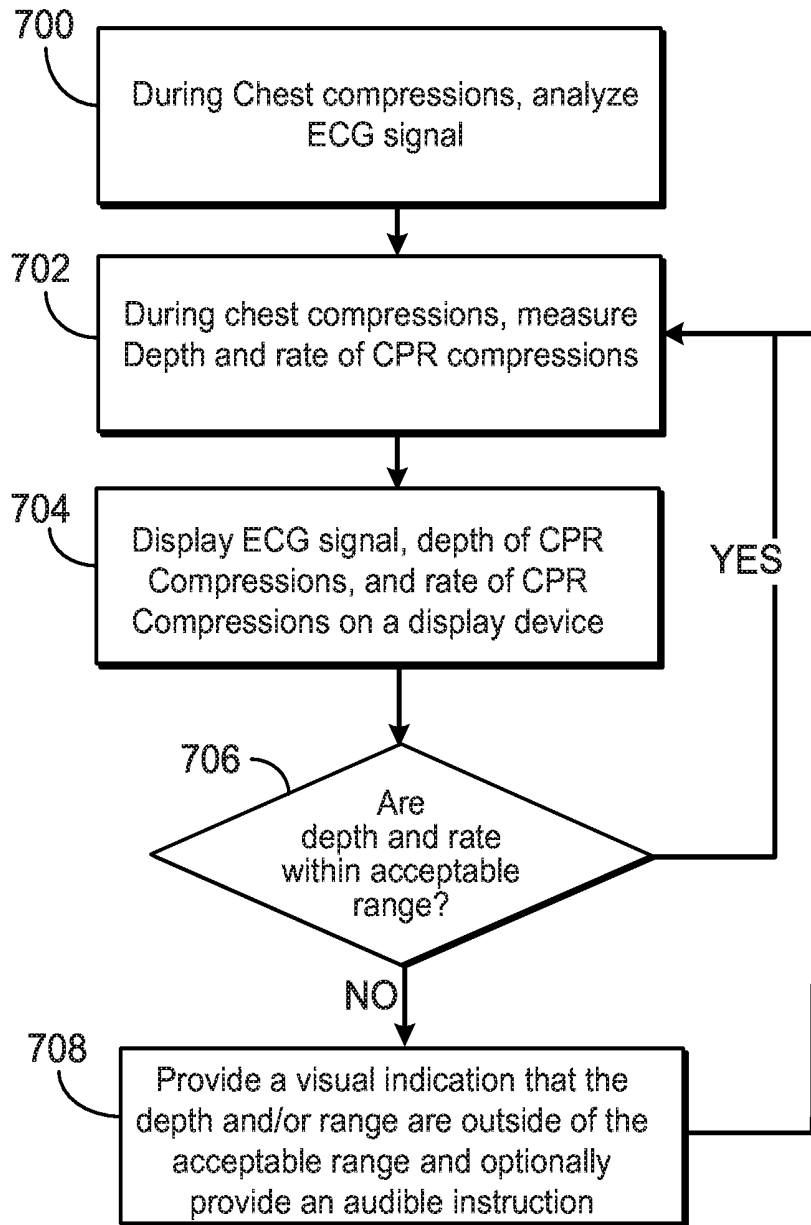 700
During Chest compressions, analyze
ECG signal
702
During chest compressions, measure
Depth and rate of CPR compressions
704
Display ECG signal, depth of CPR
Compressions, and rate of CPR
Compressions on a display device
YES
706
Are
depth and rate
within acceptable
range?
NO
708
Provide a visual indication that the
depth and/or range are outside of the
acceptable range and optionally
provide an audible instruction